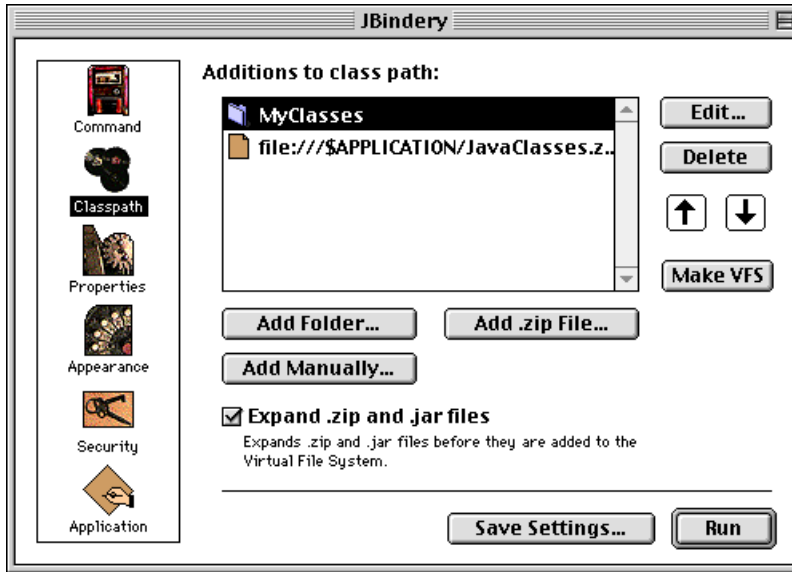 JBindery
Command
Classpath
Properties
Appearance
Security
Application
Additions to class path:
MyClasses
file:///$APPLICATION/JavaClasses.z..
Edit...
Delete
Make VFS
Add Folder...
Add .zip File...
Add Manually...
Expand .zip and .jar files
Expands .zip and .jar files before they are added to the
Virtual File System.
Save Settings...
Run